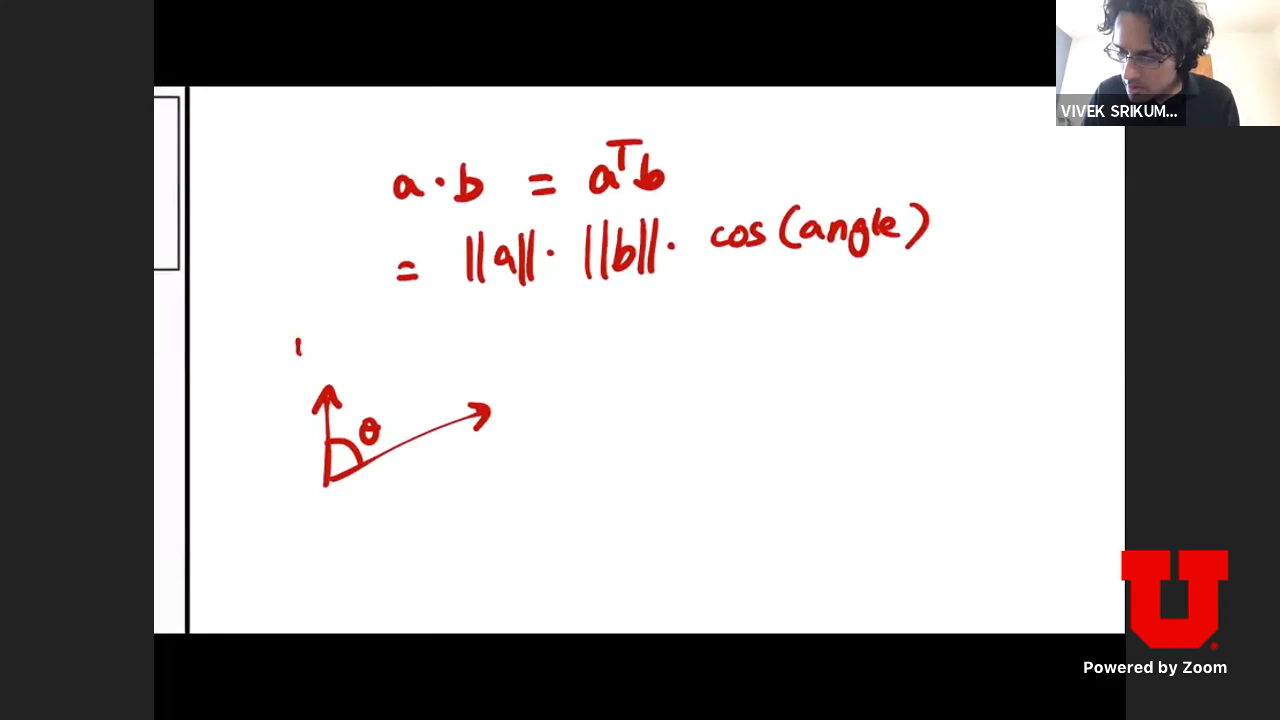 VIVEK SRIKUM...
a · b = aᵀb
= ||a|| · ||b|| · cos(angle)
θ
U
Powered by Zoom